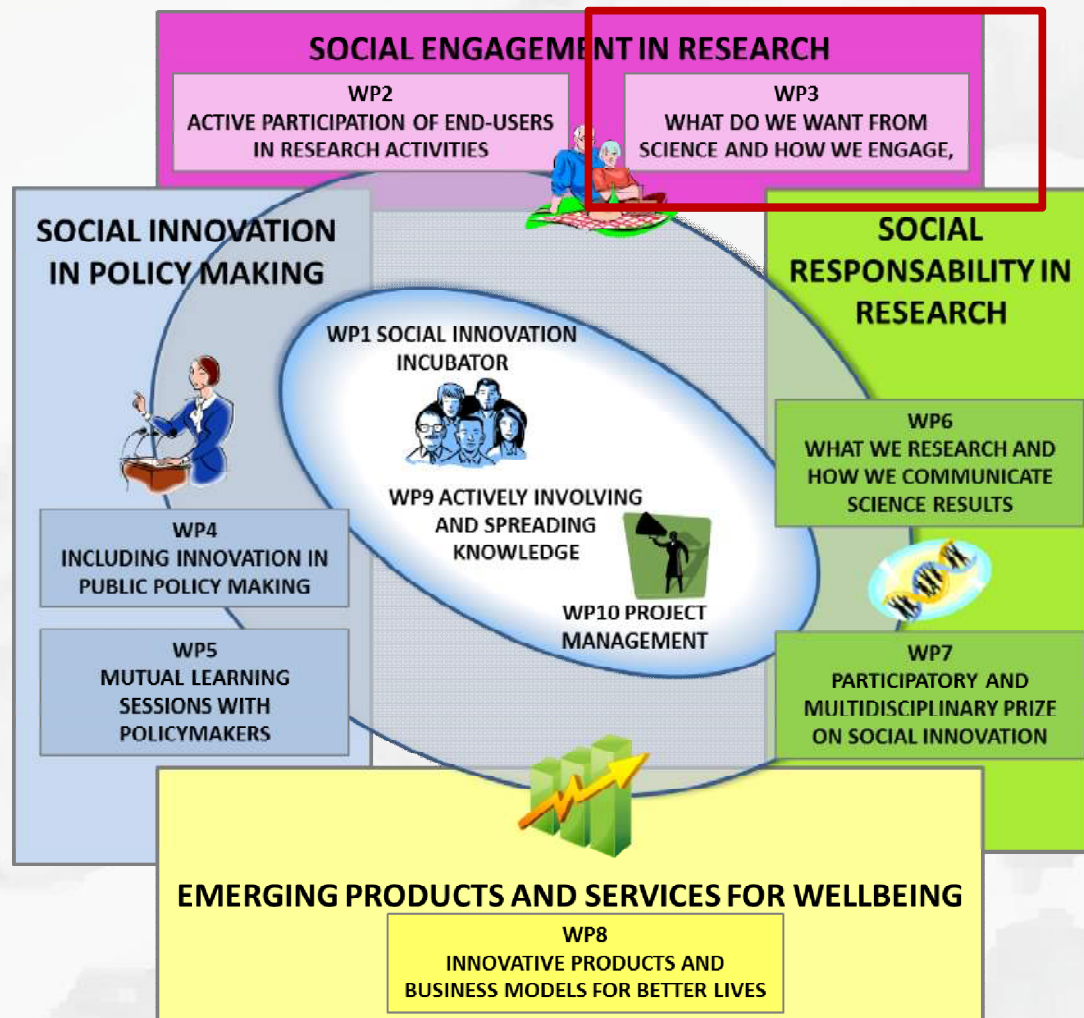 SOCIAL ENGAGEMENT IN RESEARCH
WP2
ACTIVE PARTICIPATION OF END-USERS
IN RESEARCH ACTIVITIES
WP3
WHAT DO WE WANT FROM
SCIENCE AND HOW WE ENGAGE,
SOCIAL INNOVATION
IN POLICY MAKING
SOCIAL
RESPONSABILITY IN
RESEARCH
WP1 SOCIAL INNOVATION
INCUBATOR
WP9 ACTIVELY INVOLVING
AND SPREADING
KNOWLEDGE
WP10 PROJECT
MANAGEMENT
WP4
INCLUDING INNOVATION IN
PUBLIC POLICY MAKING
WP5
MUTUAL LEARNING
SESSIONS WITH
POLICYMAKERS
WP6
WHAT WE RESEARCH AND
HOW WE COMMUNICATE
SCIENCE RESULTS
WP7
PARTICIPATORY AND
MULTIDISCIPLINARY PRIZE
ON SOCIAL INNOVATION
EMERGING PRODUCTS AND SERVICES FOR WELLBEING
WP8
INNOVATIVE PRODUCTS AND
BUSINESS MODELS FOR BETTER LIVES